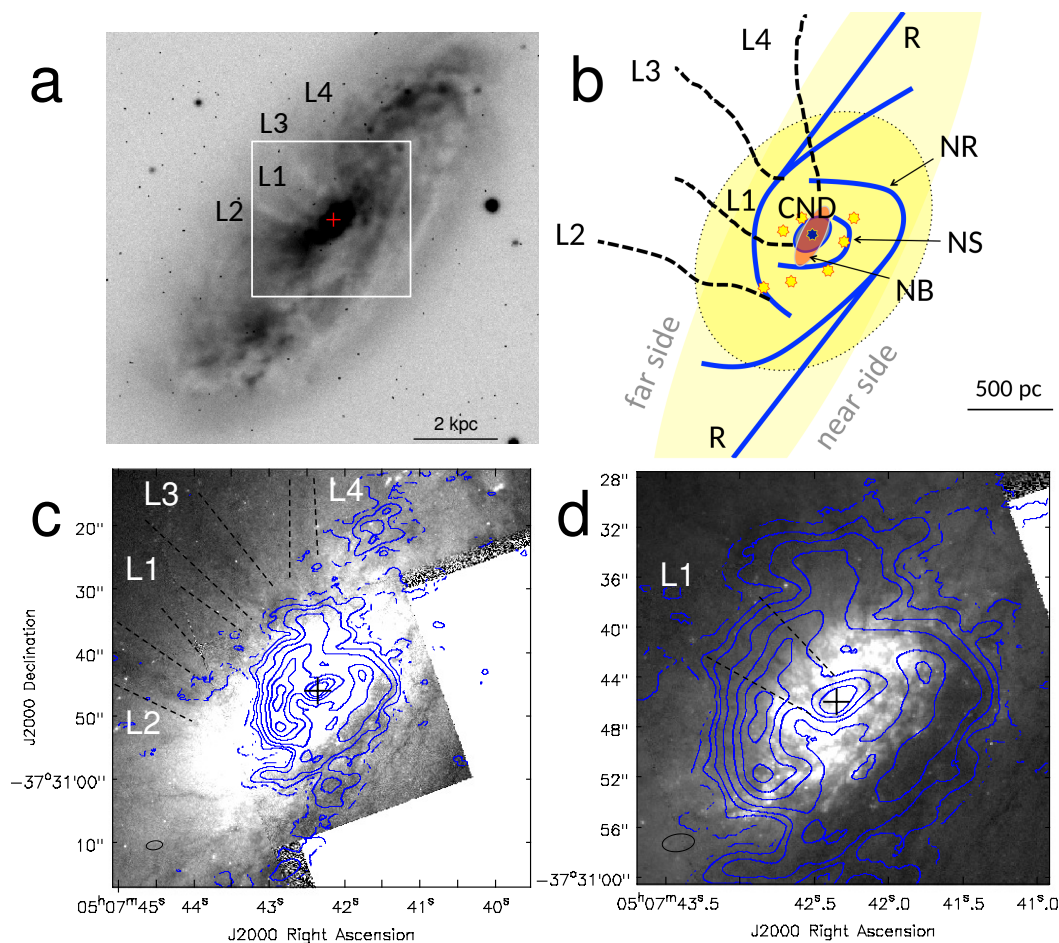 a
L4
L3
L1
L2
2 kpc
b
L4
R
L3
NR
L1
CND
L2
NS
NB
far side
near side
500 pc
R
c
L3
L4
L1
L2
20"
30"
40"
50"
−37°31'00"
10"
J2000 Declination
05ʰ07ᵐ45ˢ
43ˢ
42ˢ
41ˢ
40ˢ
J2000 Right Ascension
d
L1
28"
32"
36"
40"
44"
48"
52"
56"
−37°31'00"
05ʰ07ᵐ43ˢ.5
42ˢ.5
42ˢ.0
41ˢ.5
41ˢ.0
J2000 Right Ascension